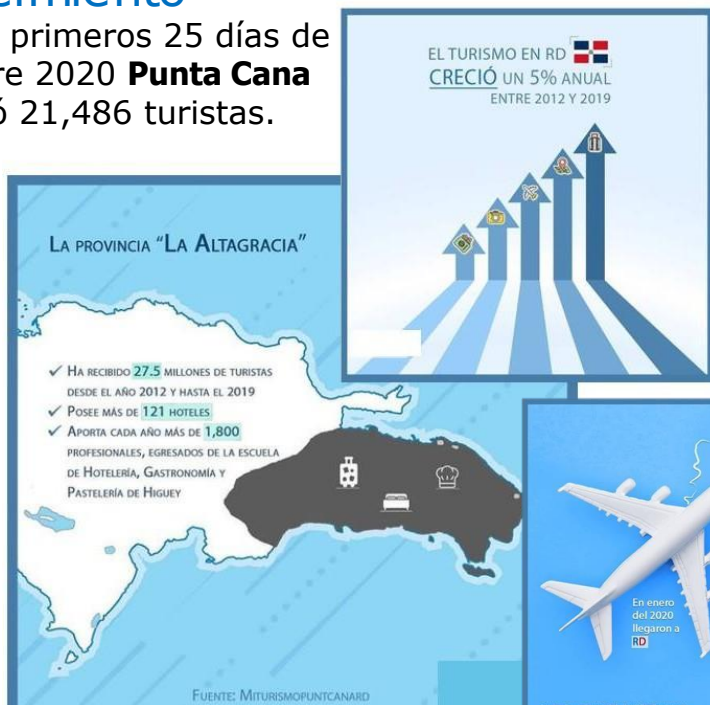 primeros 25 días de
2020 Punta Cana
21,486 turistas.
EL TURISMO EN RD
CRECIÓ UN 5% ANUAL
ENTRE 2012 Y 2019
LA PROVINCIA “LA ALTAGRACIA”
✓ HA RECIBIDO 27.5 MILLONES DE TURISTAS
DESDE EL AÑO 2012 Y HASTA EL 2019
✓ POSEE MÁS DE 121 HOTELES
✓ APORTA CADA AÑO MÁS DE 1,800
PROFESIONALES, EGRESADOS DE LA ESCUELA
DE HOTELERÍA, GASTRONOMÍA Y
PASTELERÍA DE HIGUEY
FUENTE: MITURISMOPUNTCANARD
En enero
del 2020
llegaron a
RD